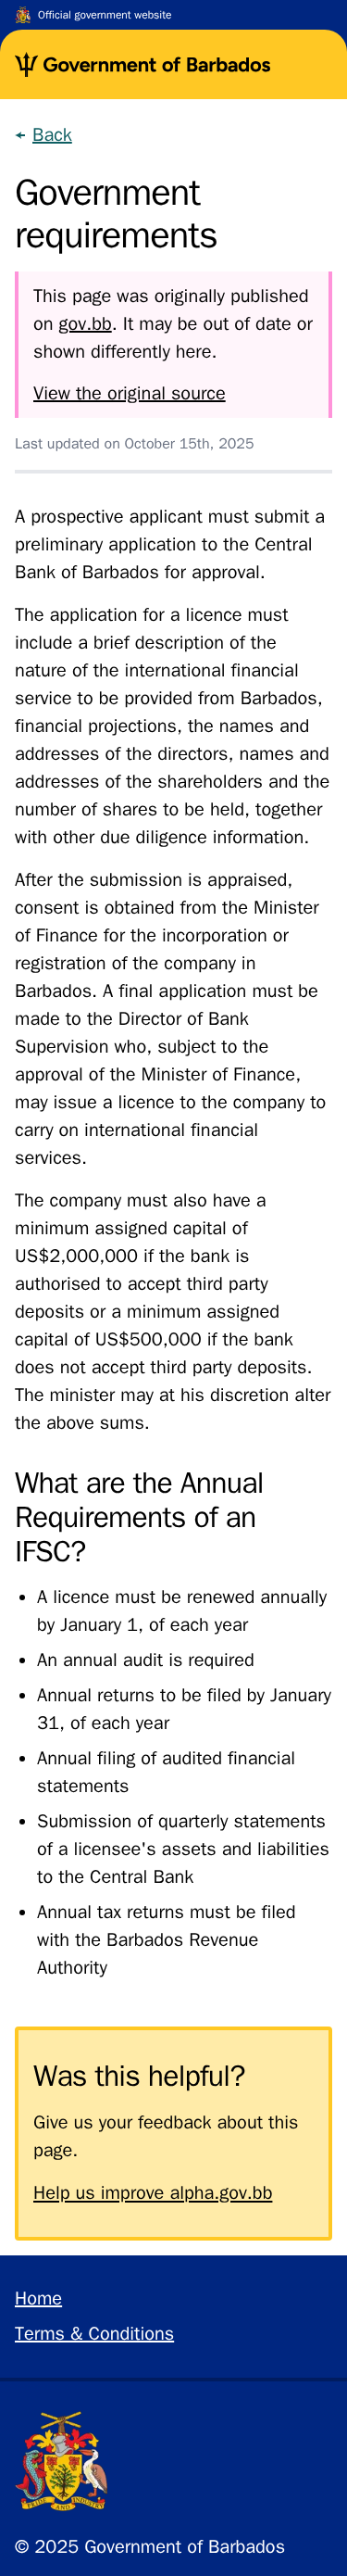 Official government website
Government of Barbados
Back
Government
requirements
This page was originally published
on gov.bb. It may be out of date or
shown differently here.
View the original source
Last updated on October 15th, 2025
A prospective applicant must submit a
preliminary application to the Central
Bank of Barbados for approval.
The application for a licence must
include a brief description of the
nature of the international financial
service to be provided from Barbados,
financial projections, the names and
addresses of the directors, names and
addresses of the shareholders and the
number of shares to be held, together
with other due diligence information.
After the submission is appraised,
consent is obtained from the Minister
of Finance for the incorporation or
registration of the company in
Barbados. A final application must be
made to the Director of Bank
Supervision who, subject to the
approval of the Minister of Finance,
may issue a licence to the company to
carry on international financial
services.
The company must also have a
minimum assigned capital of
US$2,000,000 if the bank is
authorised to accept third party
deposits or a minimum assigned
capital of US$500,000 if the bank
does not accept third party deposits.
The minister may at his discretion alter
the above sums.
What are the Annual
Requirements of an
IFSC?
• A licence must be renewed annually
by January 1, of each year
• An annual audit is required
• Annual returns to be filed by January
31, of each year
• Annual filing of audited financial
statements
• Submission of quarterly statements
of a licensee's assets and liabilities
to the Central Bank
• Annual tax returns must be filed
with the Barbados Revenue
Authority
Was this helpful?
Give us your feedback about this
page.
Help us improve alpha.gov.bb
Home
Terms & Conditions
PRIDE AND INDUSTRY
© 2025 Government of Barbados